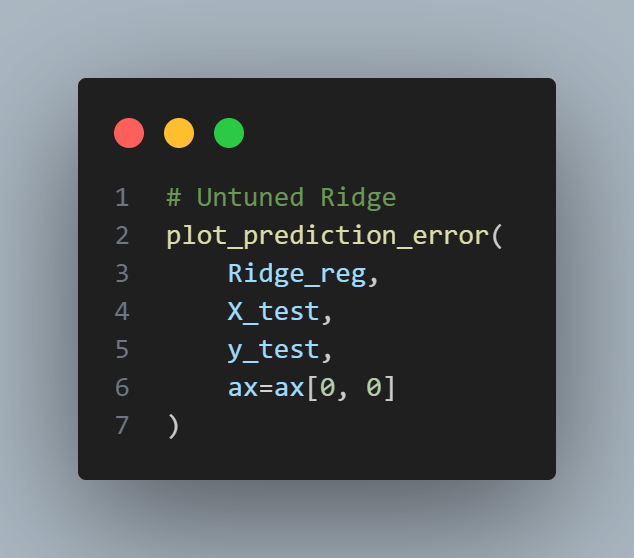 1 # Untuned Ridge
2 plot_prediction_error(
3     Ridge_reg,
4     X_test,
5     y_test,
6     ax=ax[0, 0]
7 )